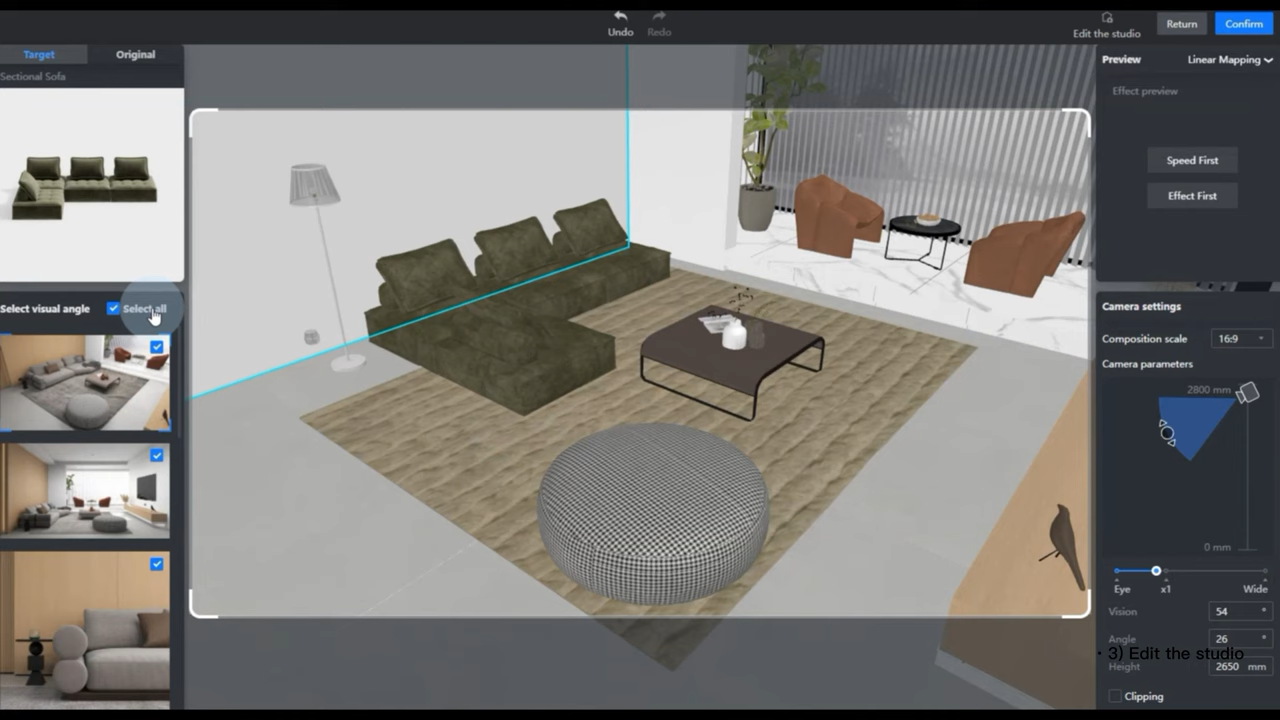 Undo
Redo
Edit the studio
Return
Confirm
Target
Original
Sectional Sofa
Select visual angle
Select all
Preview
Linear Mapping
Effect preview
Speed First
Effect First
Camera settings
Composition scale
16:9
Camera parameters
2800 mm
0 mm
Eye
x1
Wide
Vision
54 °
Angle
26 °
· 3) Edit the studio
Height
2650 mm
Clipping